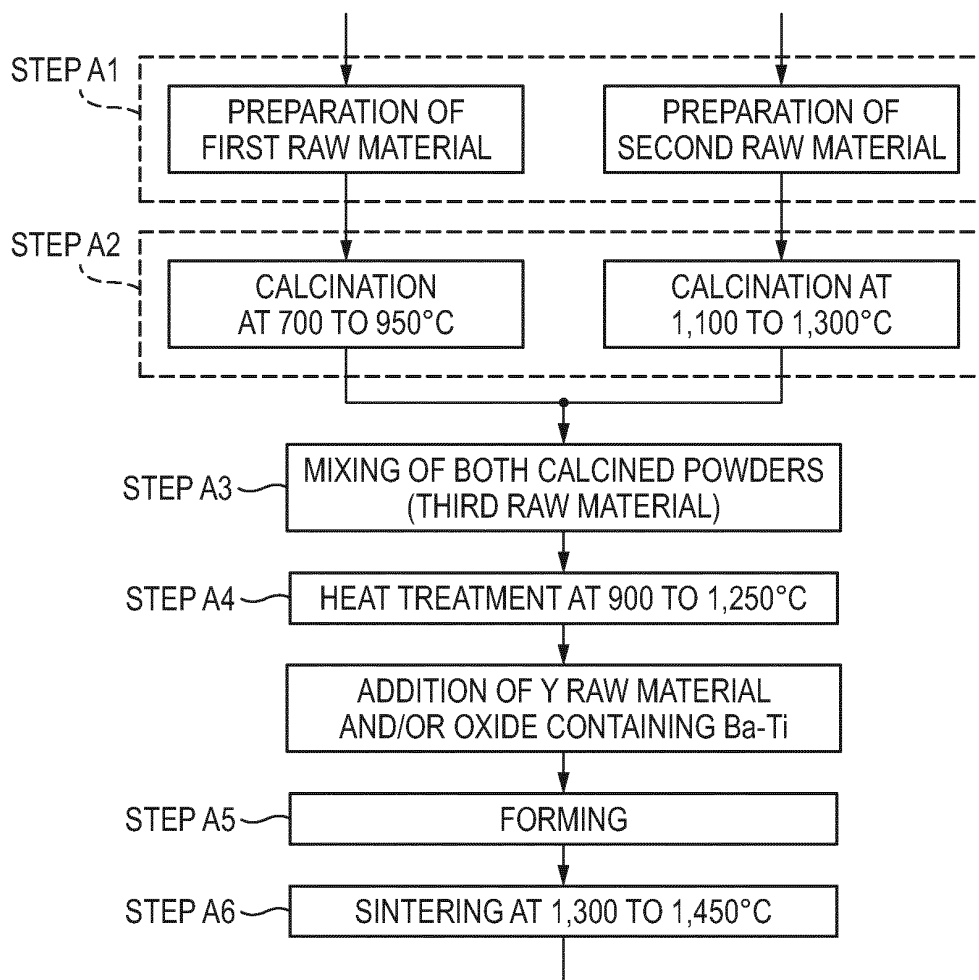 STEP A1
PREPARATION OF
FIRST RAW MATERIAL
PREPARATION OF
SECOND RAW MATERIAL
STEP A2
CALCINATION
AT 700 TO 950°C
CALCINATION AT
1,100 TO 1,300°C
STEP A3
MIXING OF BOTH CALCINED POWDERS
(THIRD RAW MATERIAL)
STEP A4
HEAT TREATMENT AT 900 TO 1,250°C
ADDITION OF Y RAW MATERIAL
AND/OR OXIDE CONTAINING Ba-Ti
STEP A5
FORMING
STEP A6
SINTERING AT 1,300 TO 1,450°C